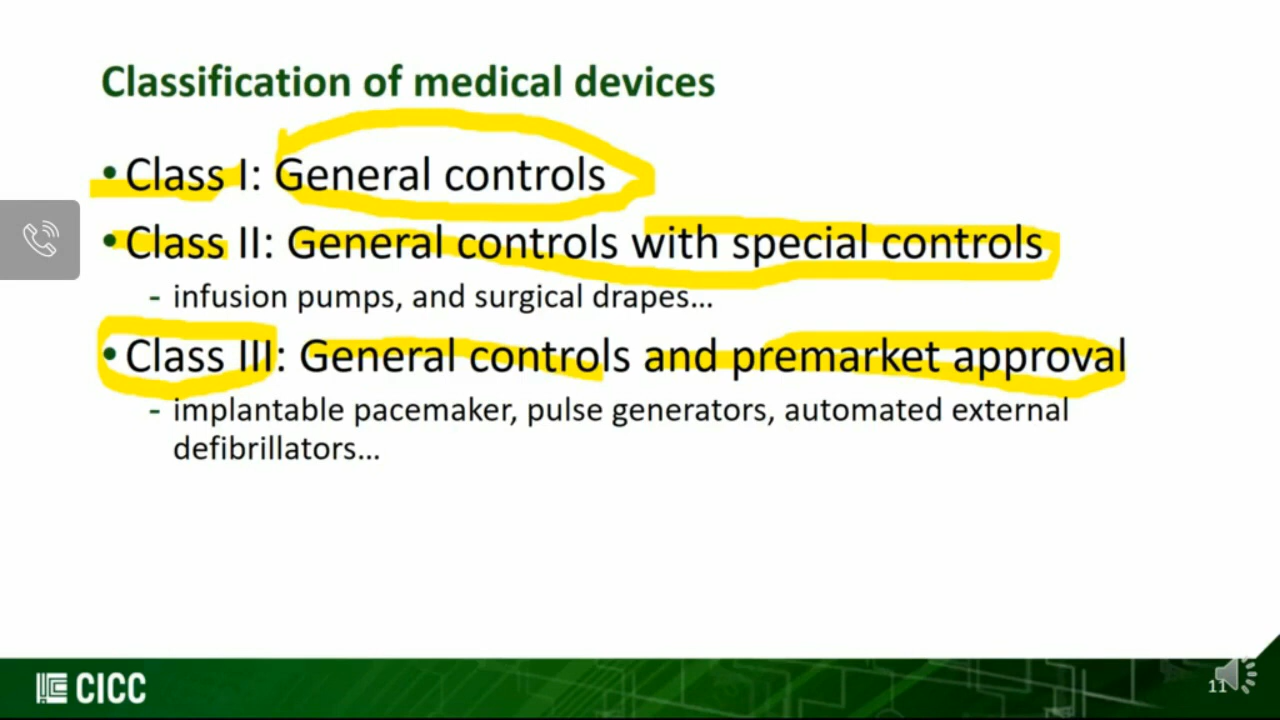 Classification of medical devices
•Class I: General controls
•Class II: General controls with special controls
- infusion pumps, and surgical drapes...
•Class III: General controls and premarket approval
- implantable pacemaker, pulse generators, automated external
defibrillators...
CICC
11